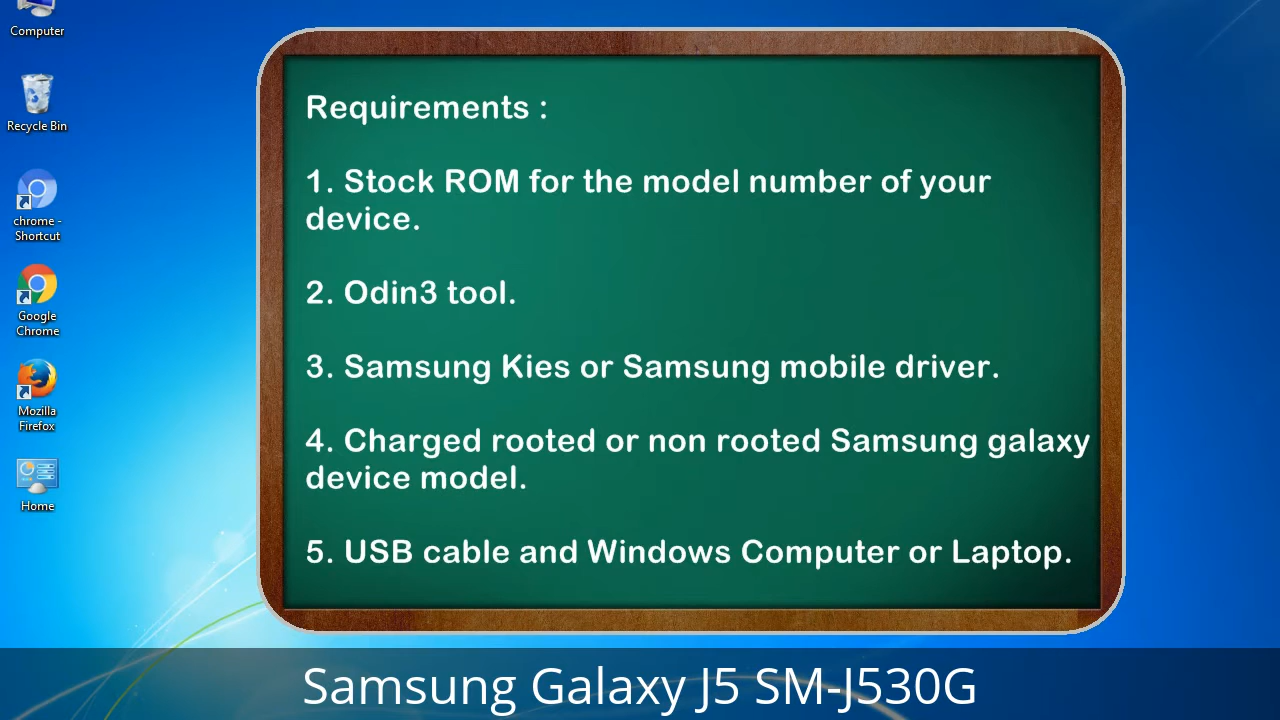 Computer
Recycle Bin
chrome -
Shortcut
Google
Chrome
Mozilla
Firefox
Home
Requirements :
1. Stock ROM for the model number of your
device.
2. Odin3 tool.
3. Samsung Kies or Samsung mobile driver.
4. Charged rooted or non rooted Samsung galaxy
device model.
5. USB cable and Windows Computer or Laptop.
Samsung Galaxy J5 SM-J530G